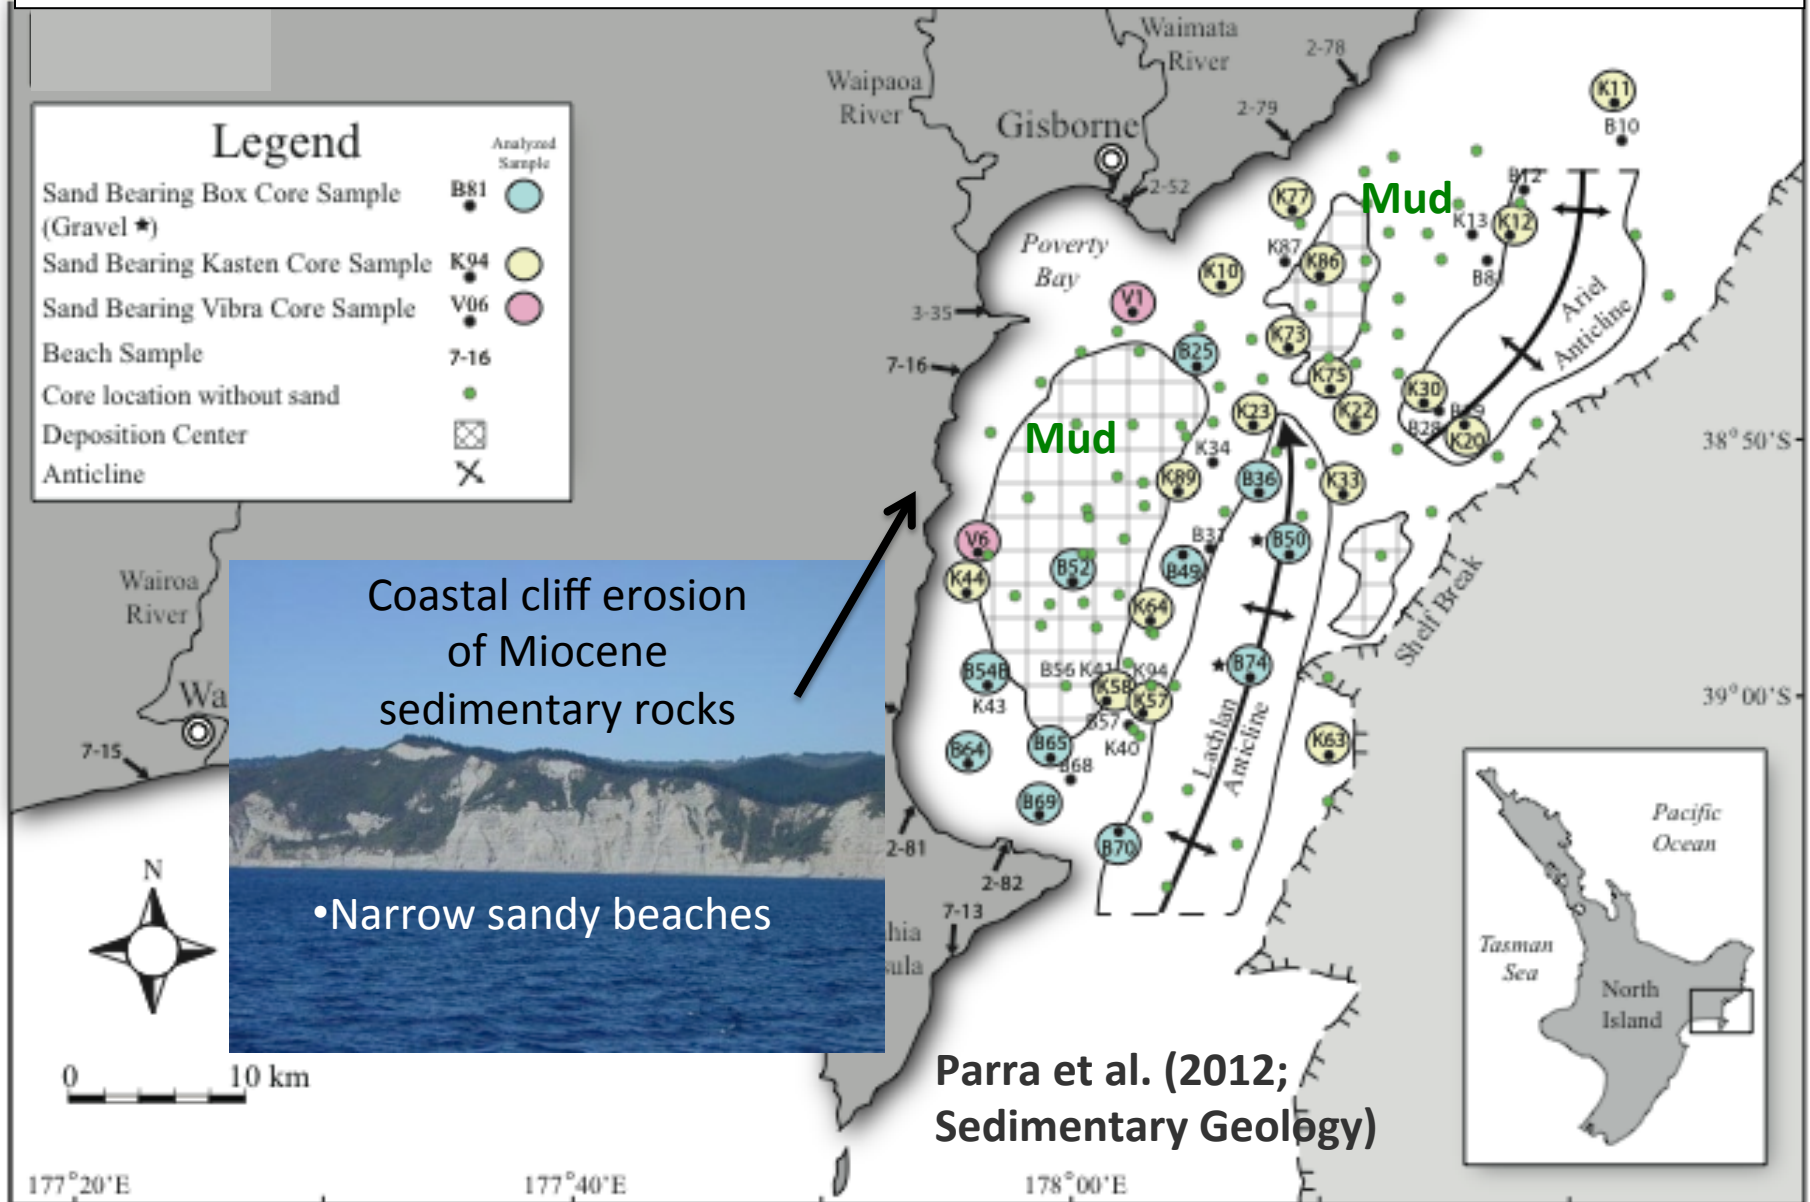 Legend
Analyzed
Sample
Sand Bearing Box Core Sample
(Gravel ★)
B81
Sand Bearing Kasten Core Sample
K94
Sand Bearing Vibra Core Sample
V06
Beach Sample
7-16
Core location without sand
Deposition Center
Anticline
Waipaoa
River
Waimata
River
Gisborne
2-78
2-79
2-52
Poverty
Bay
3-35
7-16
Mud
Mud
K11
B10
B12
K77
K13
K12
K87
K86
B81
K10
V1
K73
B25
K75
K30
K23
K22
B28
K20
K34
K89
B36
K33
V6
B50
B52
B49
K44
K64
B54B
B56
K41
K94
B74
K43
K58
K57
B57
K40
B64
B65
B68
K63
B69
B70
Ariel
Anticline
Lachlan
Anticline
Shelf Break
38°50'S
39°00'S
Wairoa
River
Wa
7-15
Coastal cliff erosion
of Miocene
sedimentary rocks
•Narrow sandy beaches
2-81
2-82
7-13
hia
sula
N
0
10 km
Parra et al. (2012;
Sedimentary Geology)
Pacific
Ocean
Tasman
Sea
North
Island
177°20'E
177°40'E
178°00'E